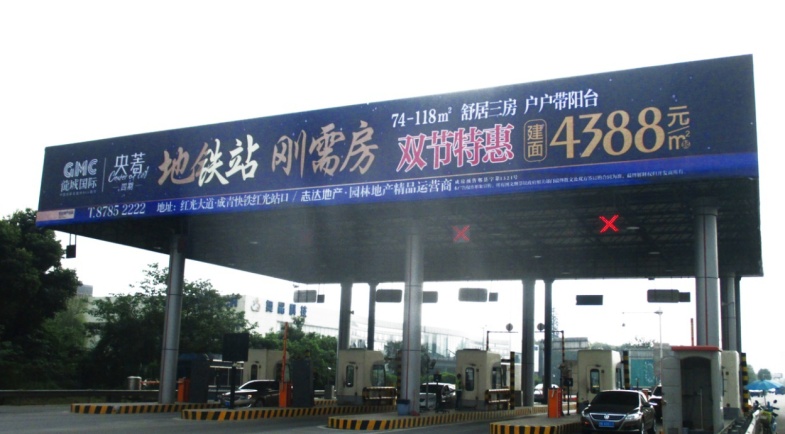 74-118㎡ 舒居三房 户户带阳台
GMC
国际
央著
四期
地铁站 刚需房
双节特惠
建面
4388元/㎡
T.8785 2222
地址：红光大道·成青快铁红光站口 / 志达地产·园林地产精品运营商